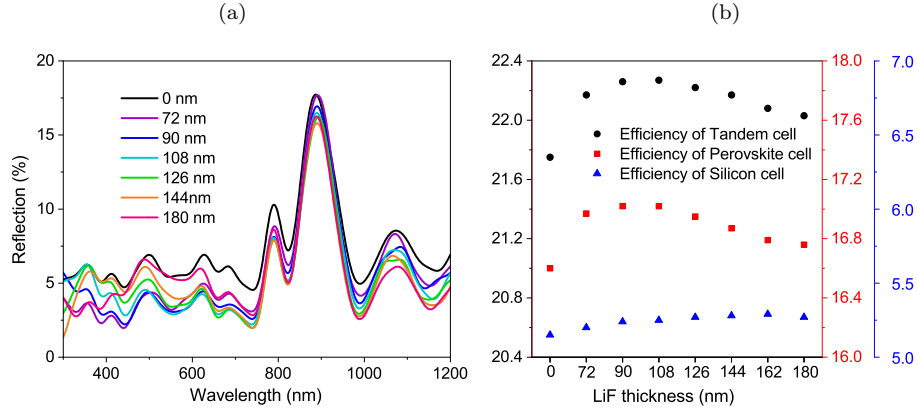 (a)
(b)
20
15
10
5
0
Reflection (%)
0 nm
72 nm
90 nm
108 nm
126 nm
144nm
180 nm
400 600 800 1000 1200
Wavelength (nm)
22.4
22.0
21.6
21.2
20.8
20.4
Efficiency of Tandem cell
Efficiency of Perovskite cell
Efficiency of Silicon cell
0 72 90 108 126 144 162 180
LiF thickness (nm)
18.0
17.6
17.2
16.8
16.4
16.0
7.0
6.5
6.0
5.5
5.0